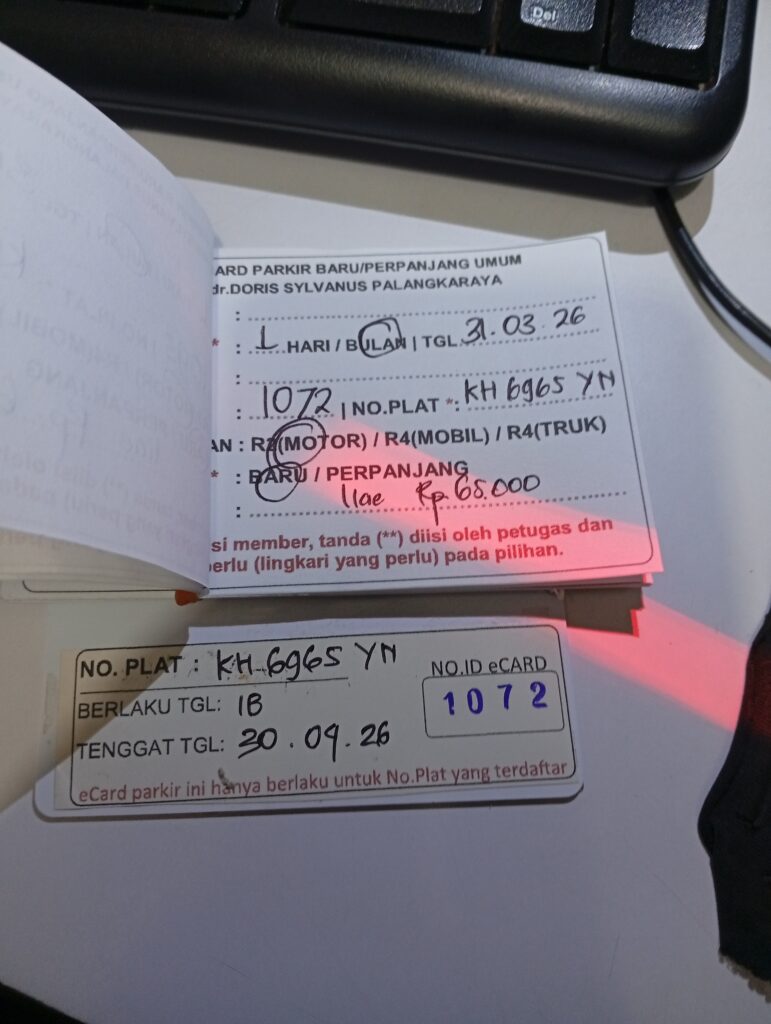 Del
ARD PARKIR BARU/PERPANJANG UMUM
dr.DORIS SYLVANUS PALANGKARAYA
:
* : 1 HARI / BULAN | TGL 31.03.26
:
: 1072 | NO.PLAT *: KH 6965 YN
AN : R2(MOTOR) / R4(MOBIL) / R4(TRUK)
* : BARU / PERPANJANG
: Rp. 65.000
si member, tanda (**) diisi oleh petugas dan
perlu (lingkari yang perlu) pada pilihan.
NO. PLAT : KH 6965 YN
NO.ID eCARD
BERLAKU TGL: 1B
1072
TENGGAT TGL: 30.04.26
eCard parkir ini hanya berlaku untuk No.Plat yang terdaftar